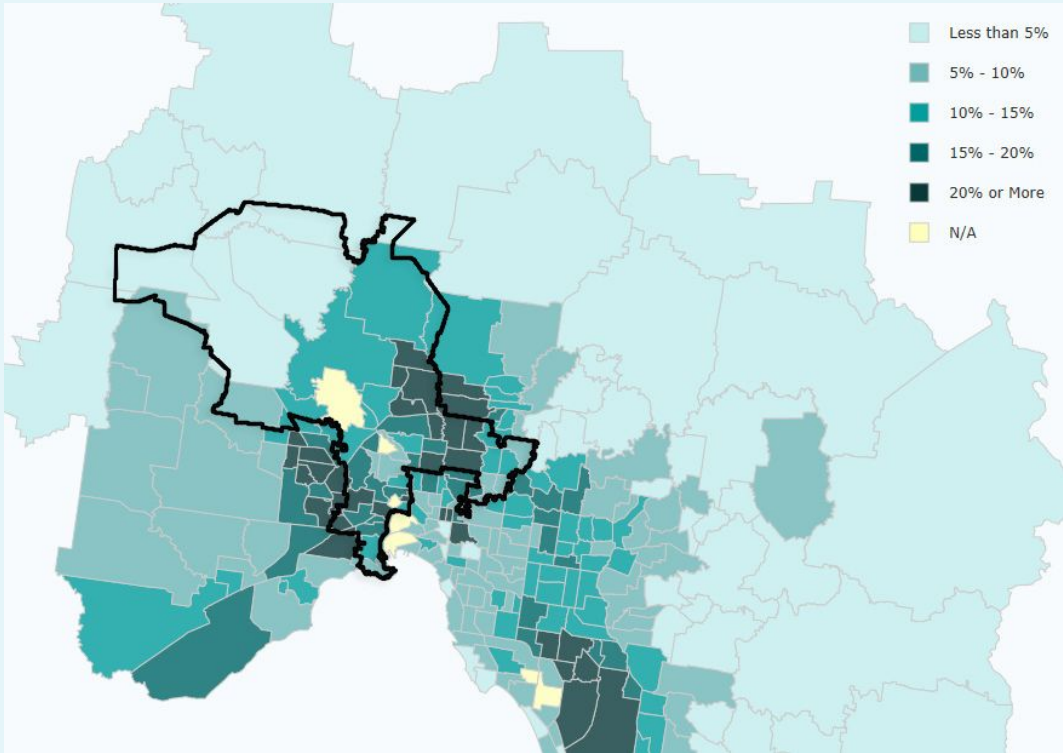 Less than 5%
5% - 10%
10% - 15%
15% - 20%
20% or More
N/A